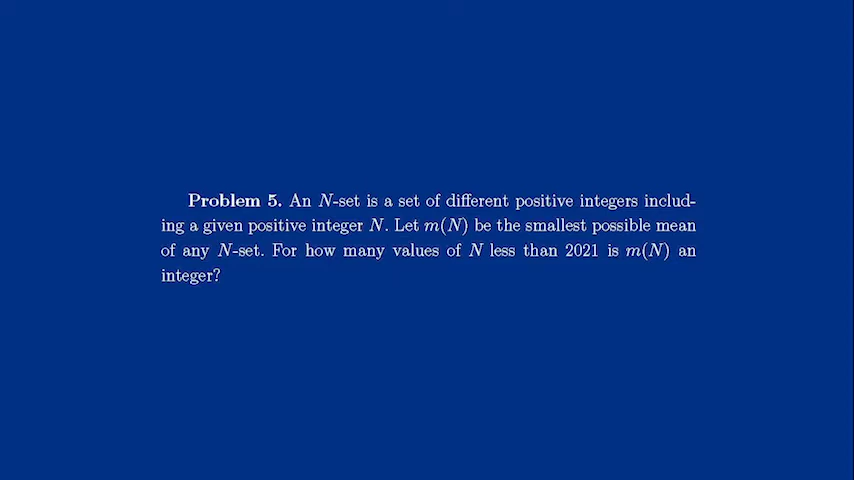 Problem 5. An N-set is a set of different positive integers includ-
ing a given positive integer N. Let m(N) be the smallest possible mean
of any N-set. For how many values of N less than 2021 is m(N) an
integer?